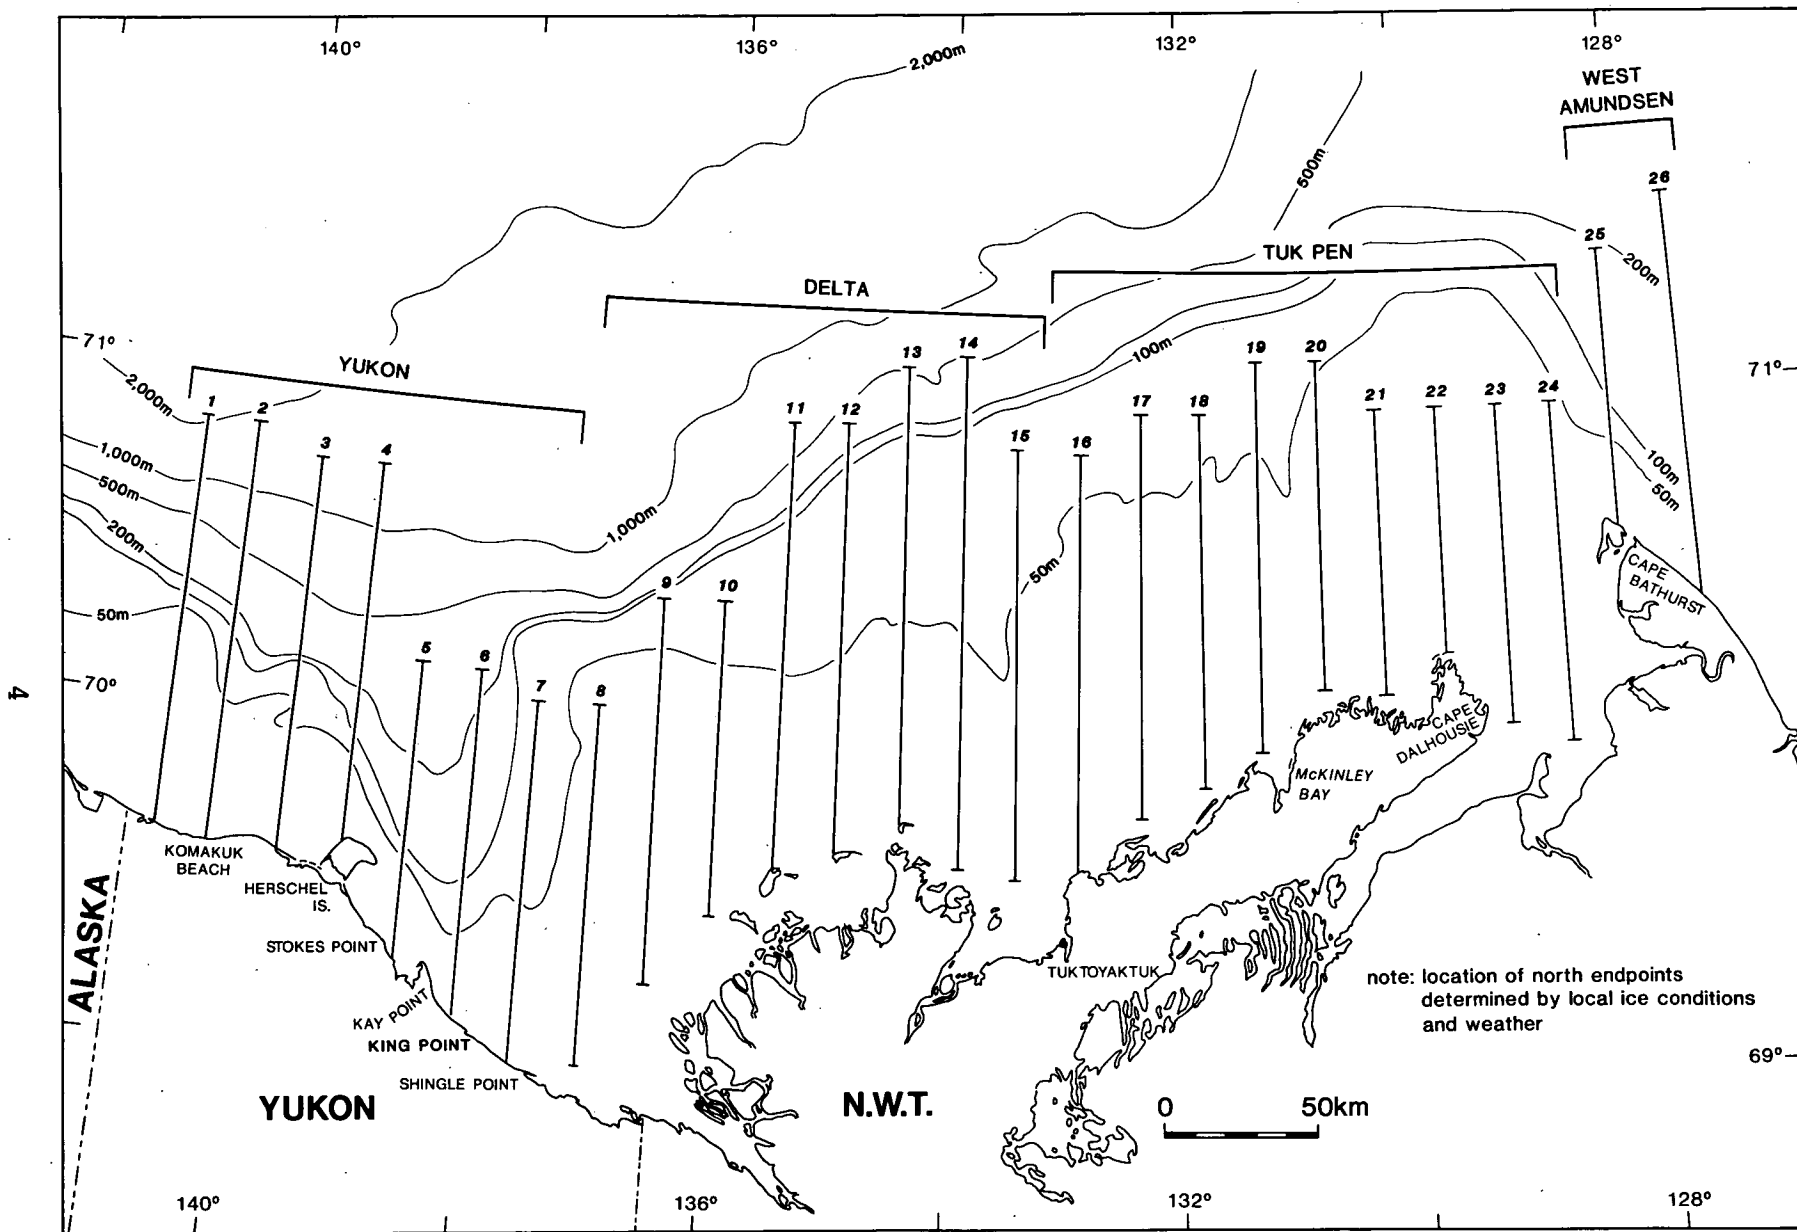 140°
136°
132°
128°
2,000m
WEST
AMUNDSEN
500m
26
25
200m
TUK PEN
DELTA
71°
YUKON
2,000m
100m
71°
13
14
19
20
1
2
3
4
11
12
15
16
17
18
21
22
23
24
1,000m
500m
200m
1,000m
100m
50m
50m
9
10
50m
CAPE
BATHURST
5
6
7
8
70°
4
CAPE
DALHOUSIE
McKINLEY
BAY
KOMAKUK
BEACH
HERSCHEL
IS.
STOKES POINT
ALASKA
TUKTOYAKTUK
note: location of north endpoints
determined by local ice conditions
and weather
KAY POINT
KING POINT
SHINGLE POINT
69°
YUKON
N.W.T.
0 50km
140°
136°
132°
128°